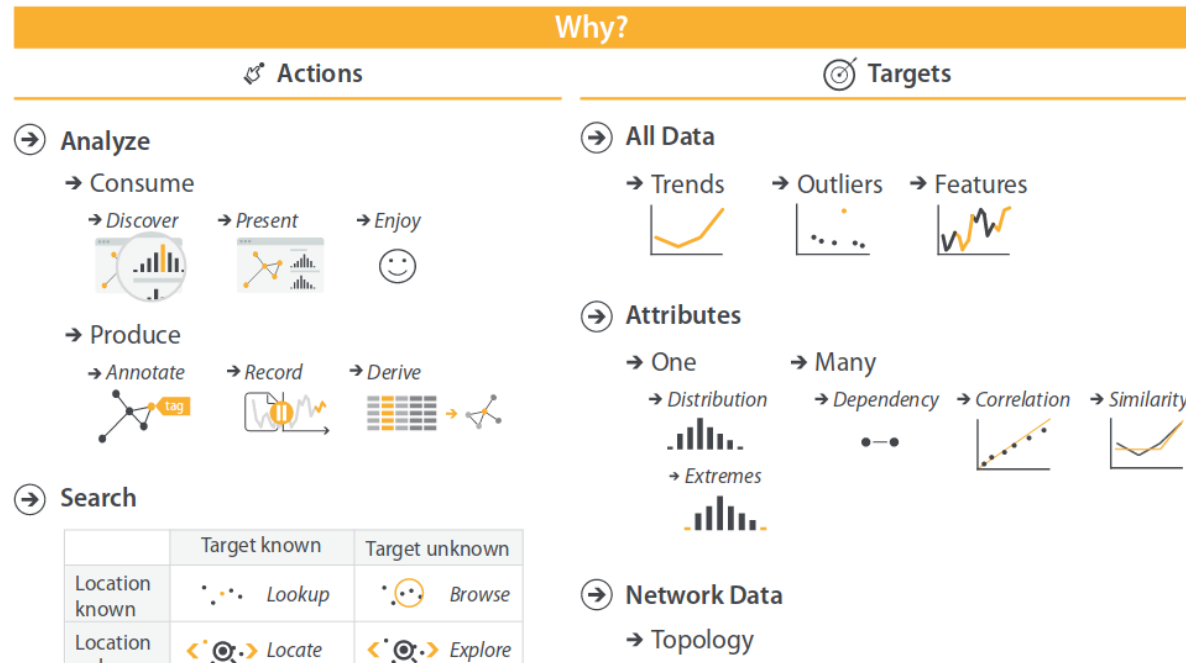 Why?
Actions
Targets
Analyze
Consume
Discover
Present
Enjoy
Produce
Annotate
Record
Derive
tag
Search
Target known
Target unknown
Location
known
Lookup
Browse
Location
Locate
Explore
All Data
Trends
Outliers
Features
Attributes
One
Many
Distribution
Dependency
Correlation
Similarity
Extremes
Network Data
Topology